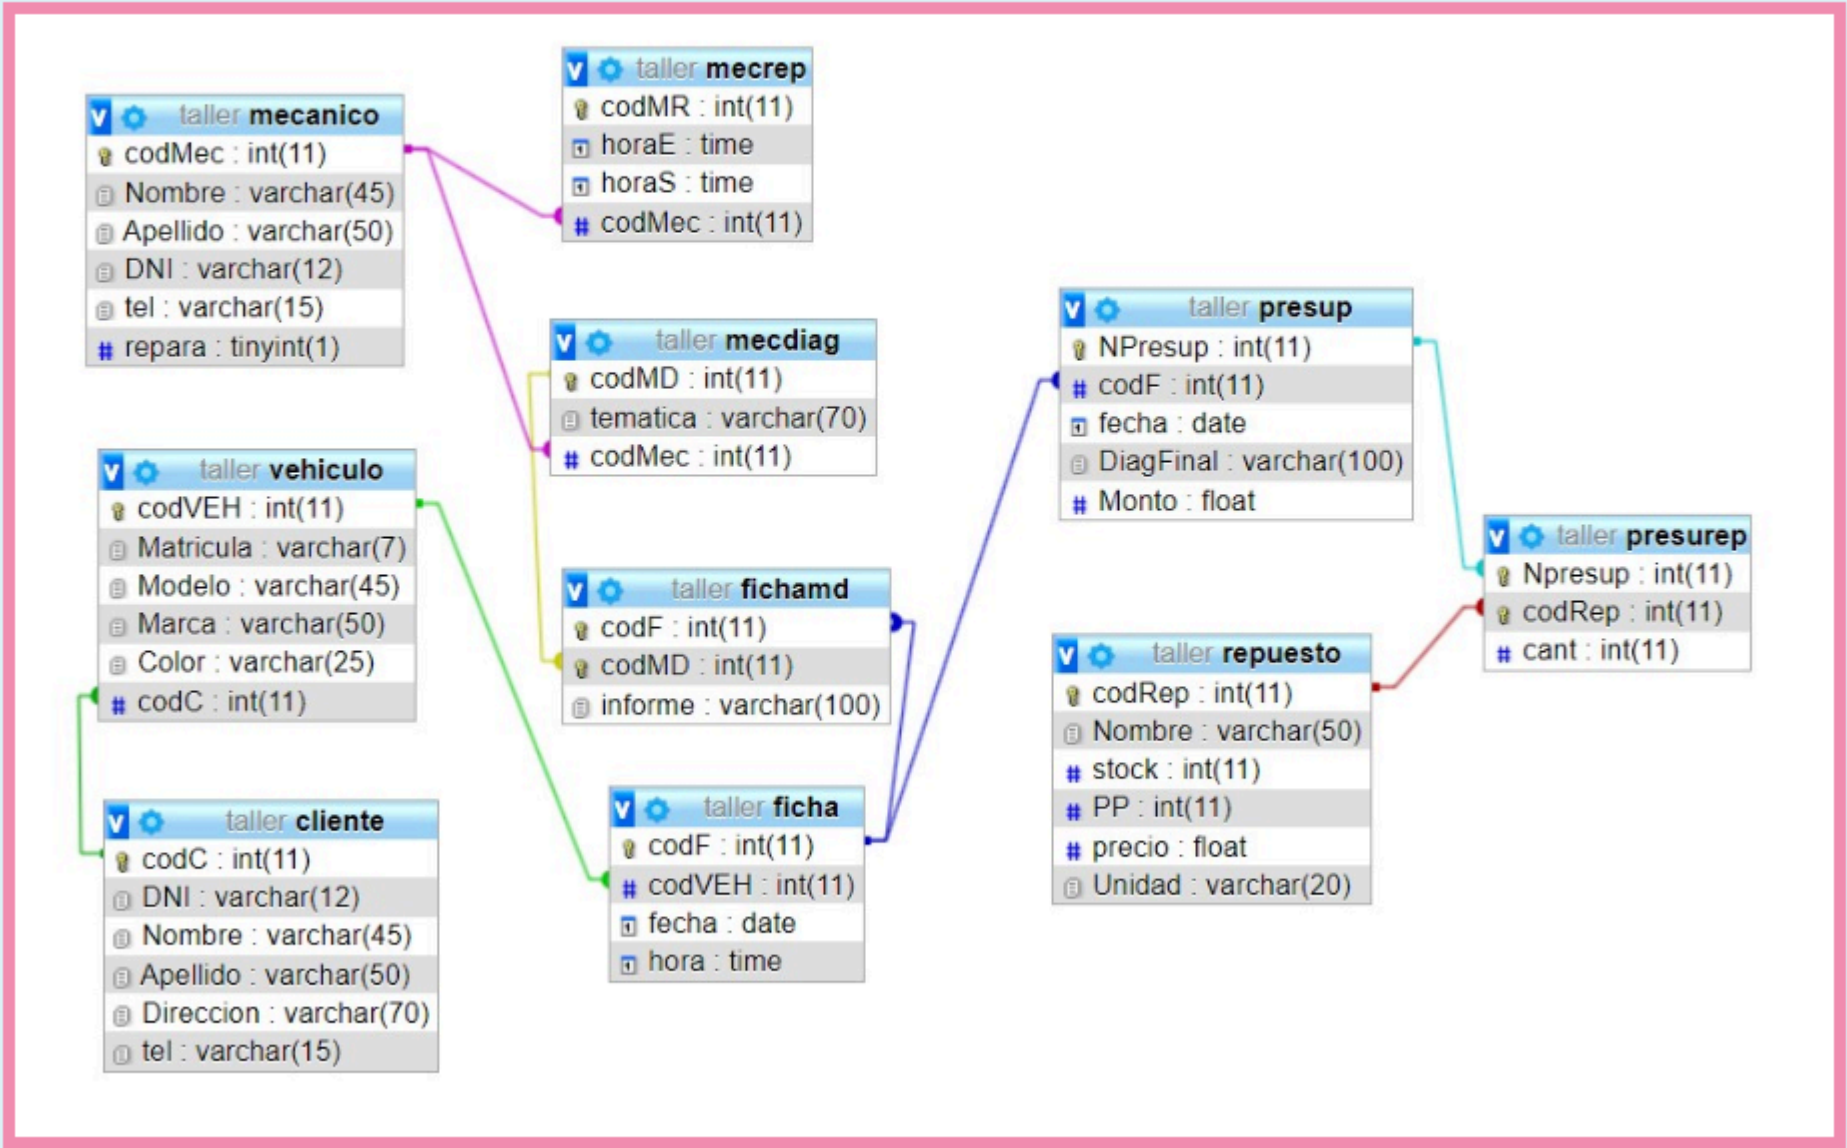 taller mecanico
codMec : int(11)
Nombre : varchar(45)
Apellido : varchar(50)
DNI : varchar(12)
tel : varchar(15)
repara : tinyint(1)
taller mecrep
codMR : int(11)
horaE : time
horaS : time
codMec : int(11)
taller mecdiag
codMD : int(11)
tematica : varchar(70)
codMec : int(11)
taller vehiculo
codVEH : int(11)
Matricula : varchar(7)
Modelo : varchar(45)
Marca : varchar(50)
Color : varchar(25)
codC : int(11)
taller fichamd
codF : int(11)
codMD : int(11)
informe : varchar(100)
taller cliente
codC : int(11)
DNI : varchar(12)
Nombre : varchar(45)
Apellido : varchar(50)
Direccion : varchar(70)
tel : varchar(15)
taller ficha
codF : int(11)
codVEH : int(11)
fecha : date
hora : time
taller presup
NPresup : int(11)
codF : int(11)
fecha : date
DiagFinal : varchar(100)
Monto : float
taller presurep
Npresup : int(11)
codRep : int(11)
cant : int(11)
taller repuesto
codRep : int(11)
Nombre : varchar(50)
stock : int(11)
PP : int(11)
precio : float
Unidad : varchar(20)